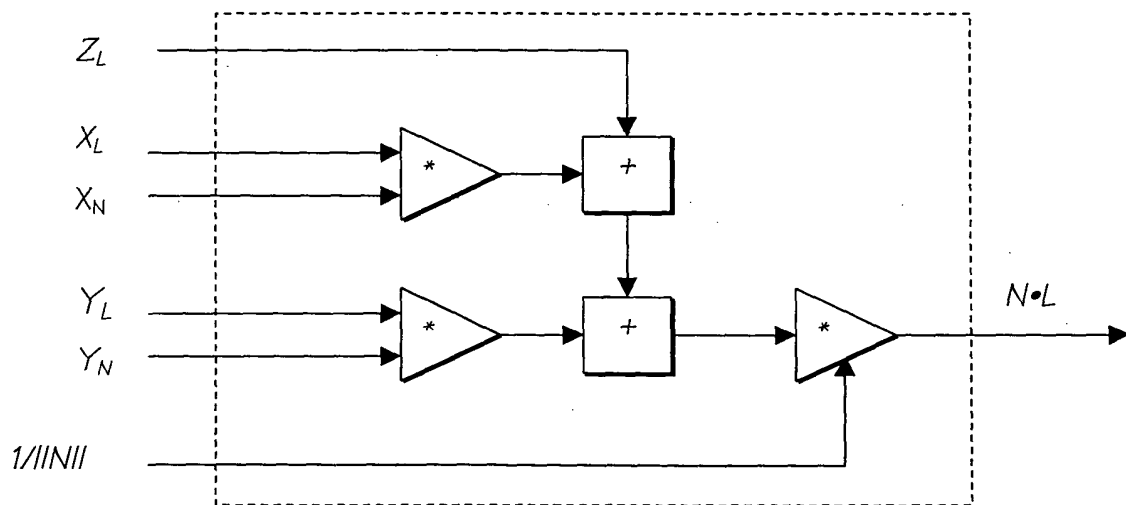 Z_L
X_L
* +
X_N
Y_L N•L
* + *
Y_N
1/||N||